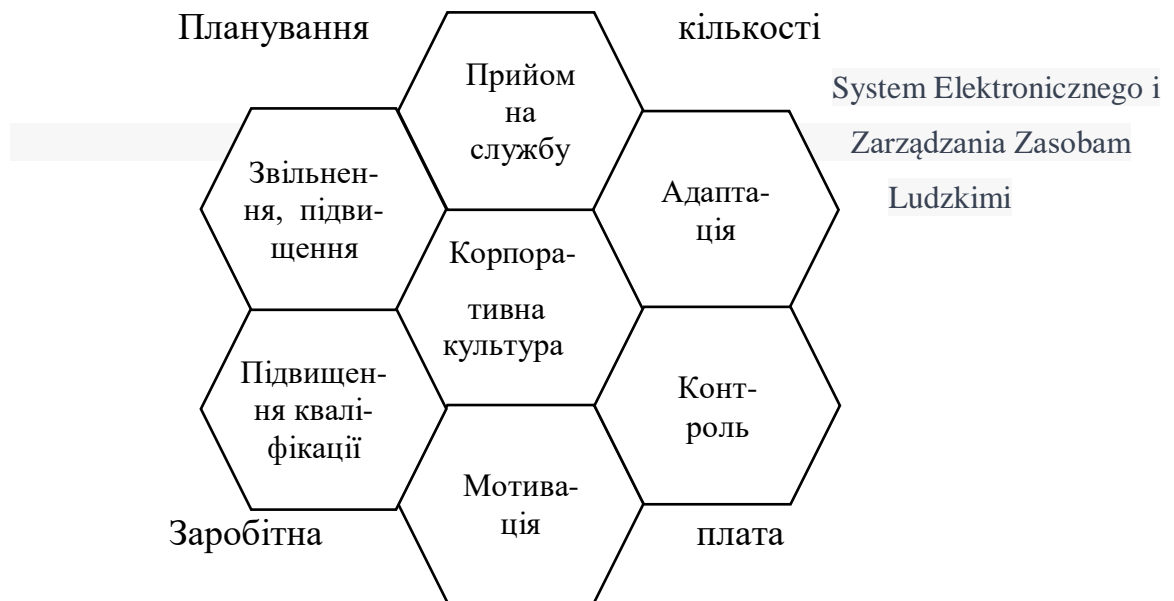 Планування кількості
Прийом
на
службу
System Elektronicznego i
Zarządzania Zasobam
Ludzkimi
Звільнен-
ня, підви-
щення
Адапта-
ція
Корпора-
тивна
культура
Підвищен-
ня квалі-
фікації
Конт-
роль
Мотива-
ція
Заробітна плата